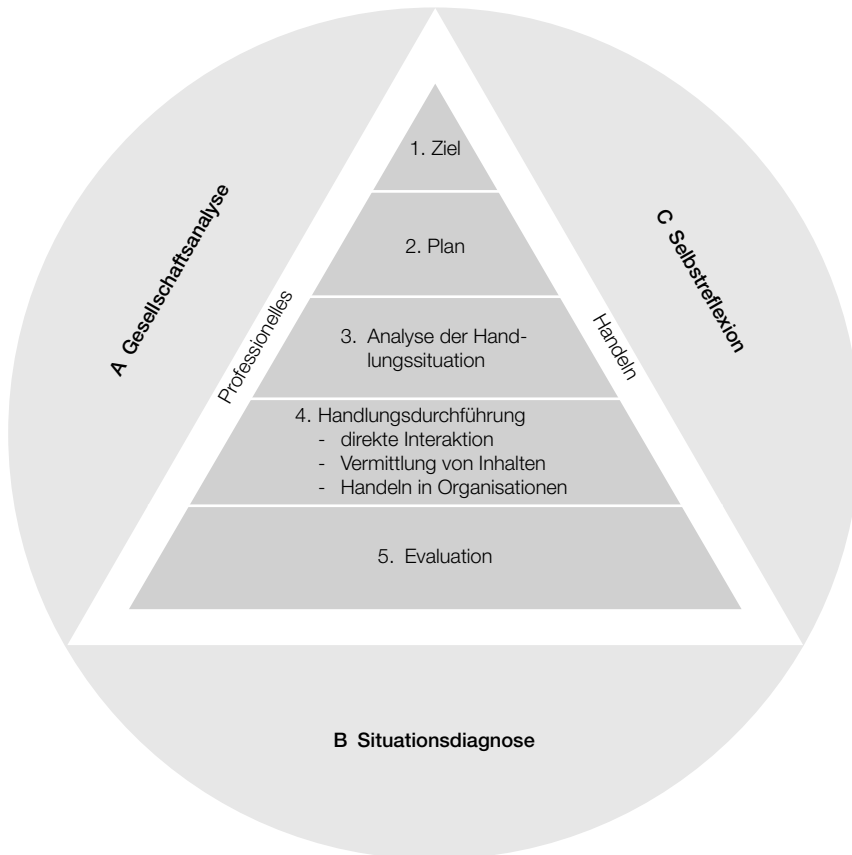 A Gesellschaftsanalyse
Professionelles
1. Ziel
2. Plan
3. Analyse der Hand-
lungssituation
4. Handlungsdurchführung
- direkte Interaktion
- Vermittlung von Inhalten
- Handeln in Organisationen
5. Evaluation
Handeln
C Selbstreflexion
B Situationsdiagnose